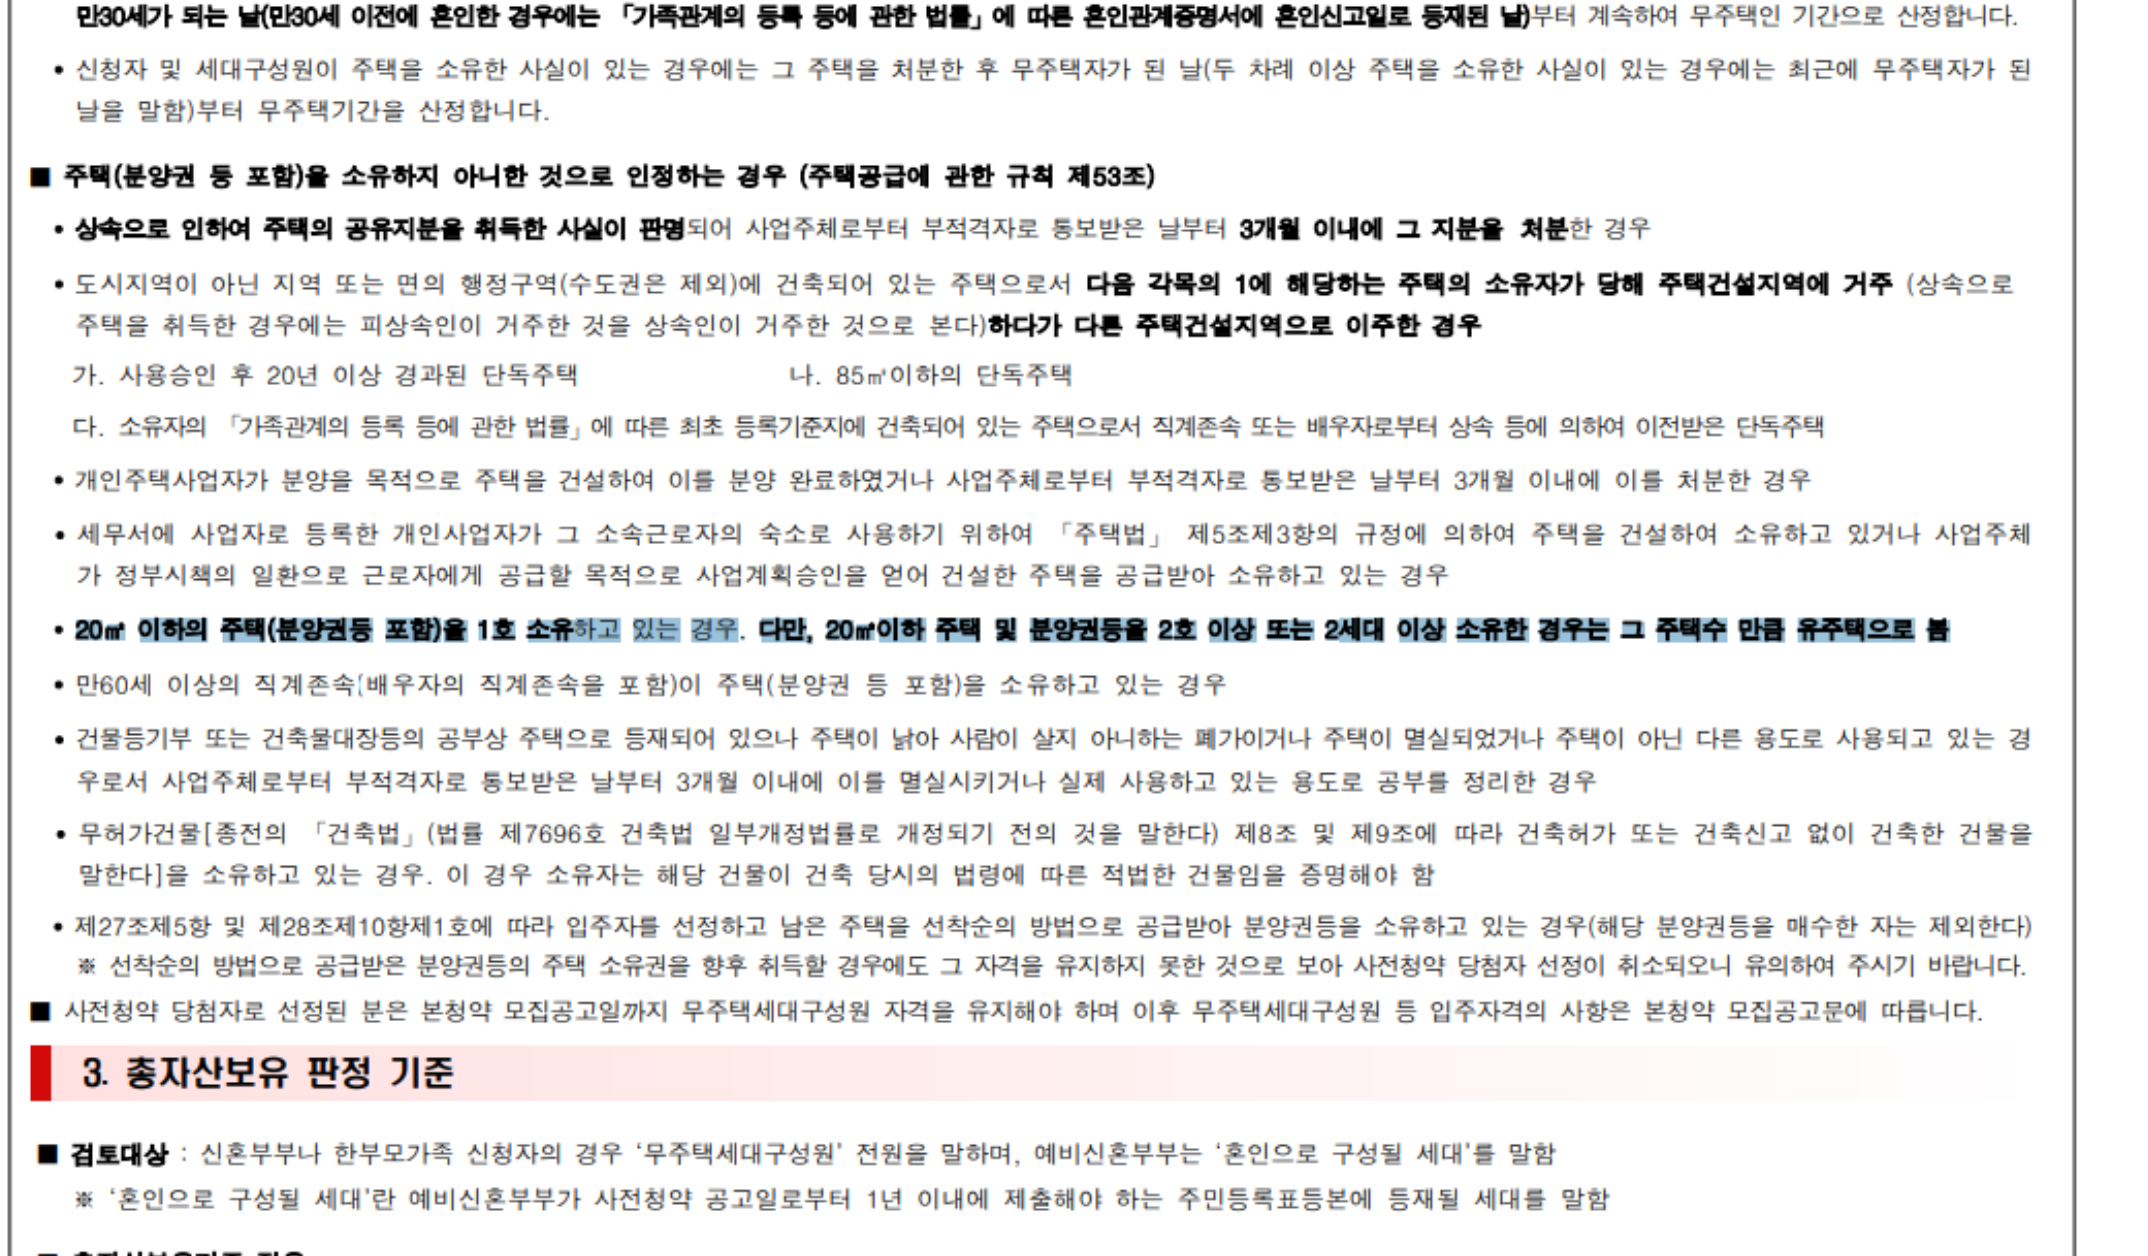 만30세가 되는 날(만30세 이전에 혼인한 경우에는 「가족관계의 등록 등에 관한 법률」에 따른 혼인관계증명서에 혼인신고일로 등재된 날)부터 계속하여 무주택인 기간으로 산정합니다.
• 신청자 및 세대구성원이 주택을 소유한 사실이 있는 경우에는 그 주택을 처분한 후 무주택자가 된 날(두 차례 이상 주택을 소유한 사실이 있는 경우에는 최근에 무주택자가 된
날을 말함)부터 무주택기간을 산정합니다.
■ 주택(분양권 등 포함)을 소유하지 아니한 것으로 인정하는 경우 (주택공급에 관한 규칙 제53조)
• 상속으로 인하여 주택의 공유지분을 취득한 사실이 판명되어 사업주체로부터 부적격자로 통보받은 날부터 3개월 이내에 그 지분을 처분한 경우
• 도시지역이 아닌 지역 또는 면의 행정구역(수도권은 제외)에 건축되어 있는 주택으로서 다음 각목의 1에 해당하는 주택의 소유자가 당해 주택건설지역에 거주 (상속으로
주택을 취득한 경우에는 피상속인이 거주한 것을 상속인이 거주한 것으로 본다)하다가 다른 주택건설지역으로 이주한 경우
가. 사용승인 후 20년 이상 경과된 단독주택 나. 85㎡이하의 단독주택
다. 소유자의 「가족관계의 등록 등에 관한 법률」에 따른 최초 등록기준지에 건축되어 있는 주택으로서 직계존속 또는 배우자로부터 상속 등에 의하여 이전받은 단독주택
• 개인주택사업자가 분양을 목적으로 주택을 건설하여 이를 분양 완료하였거나 사업주체로부터 부적격자로 통보받은 날부터 3개월 이내에 이를 처분한 경우
• 세무서에 사업자로 등록한 개인사업자가 그 소속근로자의 숙소로 사용하기 위하여 「주택법」 제5조제3항의 규정에 의하여 주택을 건설하여 소유하고 있거나 사업주체
가 정부시책의 일환으로 근로자에게 공급할 목적으로 사업계획승인을 얻어 건설한 주택을 공급받아 소유하고 있는 경우
• 20㎡ 이하의 주택(분양권등 포함)을 1호 소유하고 있는 경우. 다만, 20㎡이하 주택 및 분양권등을 2호 이상 또는 2세대 이상 소유한 경우는 그 주택수 만큼 유주택으로 봄
• 만60세 이상의 직계존속(배우자의 직계존속을 포함)이 주택(분양권 등 포함)을 소유하고 있는 경우
• 건물등기부 또는 건축물대장등의 공부상 주택으로 등재되어 있으나 주택이 낡아 사람이 살지 아니하는 폐가이거나 주택이 멸실되었거나 주택이 아닌 다른 용도로 사용되고 있는 경
우로서 사업주체로부터 부적격자로 통보받은 날부터 3개월 이내에 이를 멸실시키거나 실제 사용하고 있는 용도로 공부를 정리한 경우
• 무허가건물[종전의 「건축법」(법률 제7696호 건축법 일부개정법률로 개정되기 전의 것을 말한다) 제8조 및 제9조에 따라 건축허가 또는 건축신고 없이 건축한 건물을
말한다]을 소유하고 있는 경우. 이 경우 소유자는 해당 건물이 건축 당시의 법령에 따른 적법한 건물임을 증명해야 함
• 제27조제5항 및 제28조제10항제1호에 따라 입주자를 선정하고 남은 주택을 선착순의 방법으로 공급받아 분양권등을 소유하고 있는 경우(해당 분양권등을 매수한 자는 제외한다)
※ 선착순의 방법으로 공급받은 분양권등의 주택 소유권을 향후 취득할 경우에도 그 자격을 유지하지 못한 것으로 보아 사전청약 당첨자 선정이 취소되오니 유의하여 주시기 바랍니다.
■ 사전청약 당첨자로 선정된 분은 본청약 모집공고일까지 무주택세대구성원 자격을 유지해야 하며 이후 무주택세대구성원 등 입주자격의 사항은 본청약 모집공고문에 따릅니다.
3. 총자산보유 판정 기준
■ 검토대상 : 신혼부부나 한부모가족 신청자의 경우 ‘무주택세대구성원’ 전원을 말하며, 예비신혼부부는 ‘혼인으로 구성될 세대’를 말함
※ ‘혼인으로 구성될 세대’란 예비신혼부부가 사전청약 공고일로부터 1년 이내에 제출해야 하는 주민등록표등본에 등재될 세대를 말함